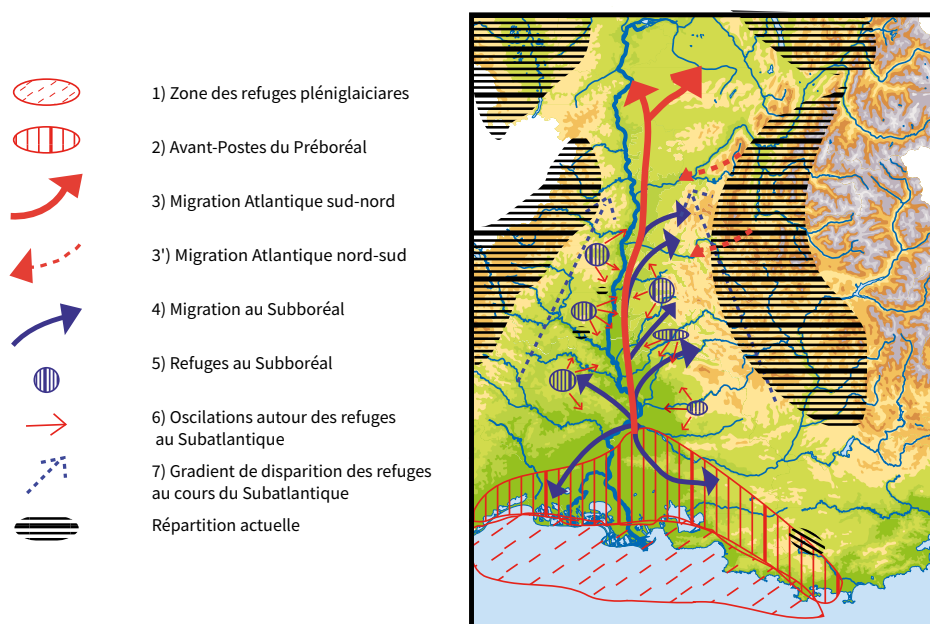 1) Zone des refuges pléniglaiciares
2) Avant-Postes du Préboréal
3) Migration Atlantique sud-nord
3') Migration Atlantique nord-sud
4) Migration au Subboréal
5) Refuges au Subboréal
6) Oscilations autour des refuges
au Subatlantique
7) Gradient de disparition des refuges
au cours du Subatlantique
Répartition actuelle